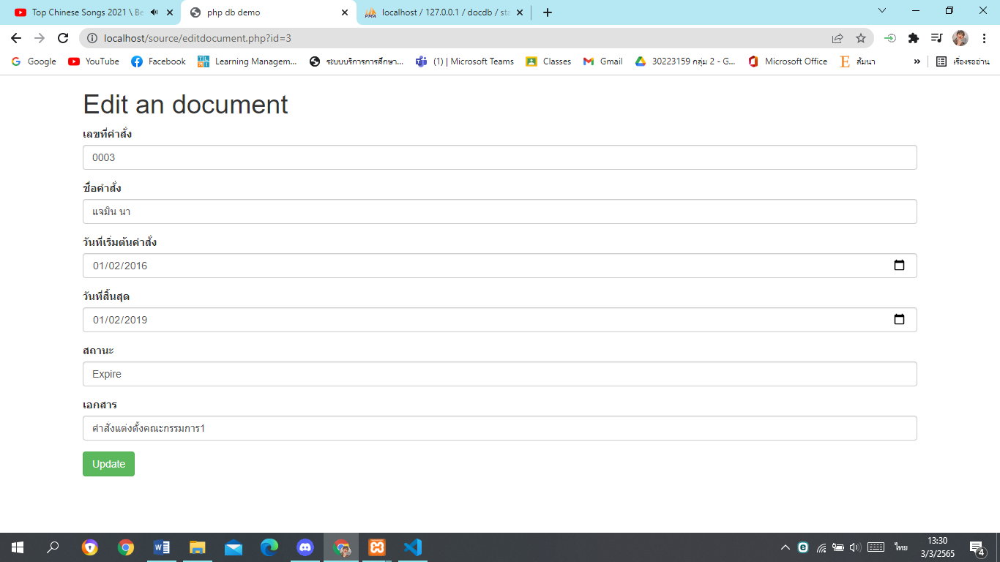 Top Chinese Songs 2021 \ Be
php db demo
localhost / 127.0.0.1 / docdb / sta
localhost/source/editdocument.php?id=3
Google
YouTube
Facebook
Learning Managem...
ระบบบริการการศึกษา...
(1) | Microsoft Teams
Classes
Gmail
30223159 กลุ่ม 2 - G...
Microsoft Office
สัมนา
»
เรื่องรออ่าน
Edit an document
เลขที่คำสั่ง
0003
ชื่อคำสั่ง
แจมิน นา
วันที่เริ่มต้นคำสั่ง
01/02/2016
วันที่สิ้นสุด
01/02/2019
สถานะ
Expire
เอกสาร
คำสั่งแต่งตั้งคณะกรรมการ1
Update
ไทย
13:30
3/3/2565
4